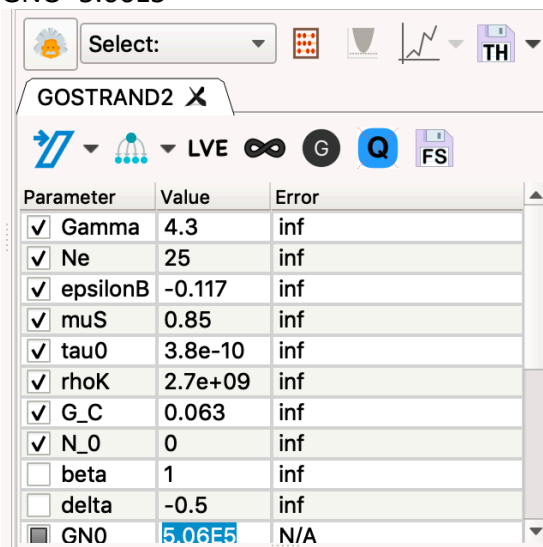 GN0=5.06E5
Select:
TH
GOSTRAND2 X
LVE G Q FS
Parameter Value Error
Gamma 4.3 inf
Ne 25 inf
epsilonB -0.117 inf
muS 0.85 inf
tau0 3.8e-10 inf
rhoK 2.7e+09 inf
G_C 0.063 inf
N_0 0 inf
beta 1 inf
delta -0.5 inf
GN0 5.06E5 N/A